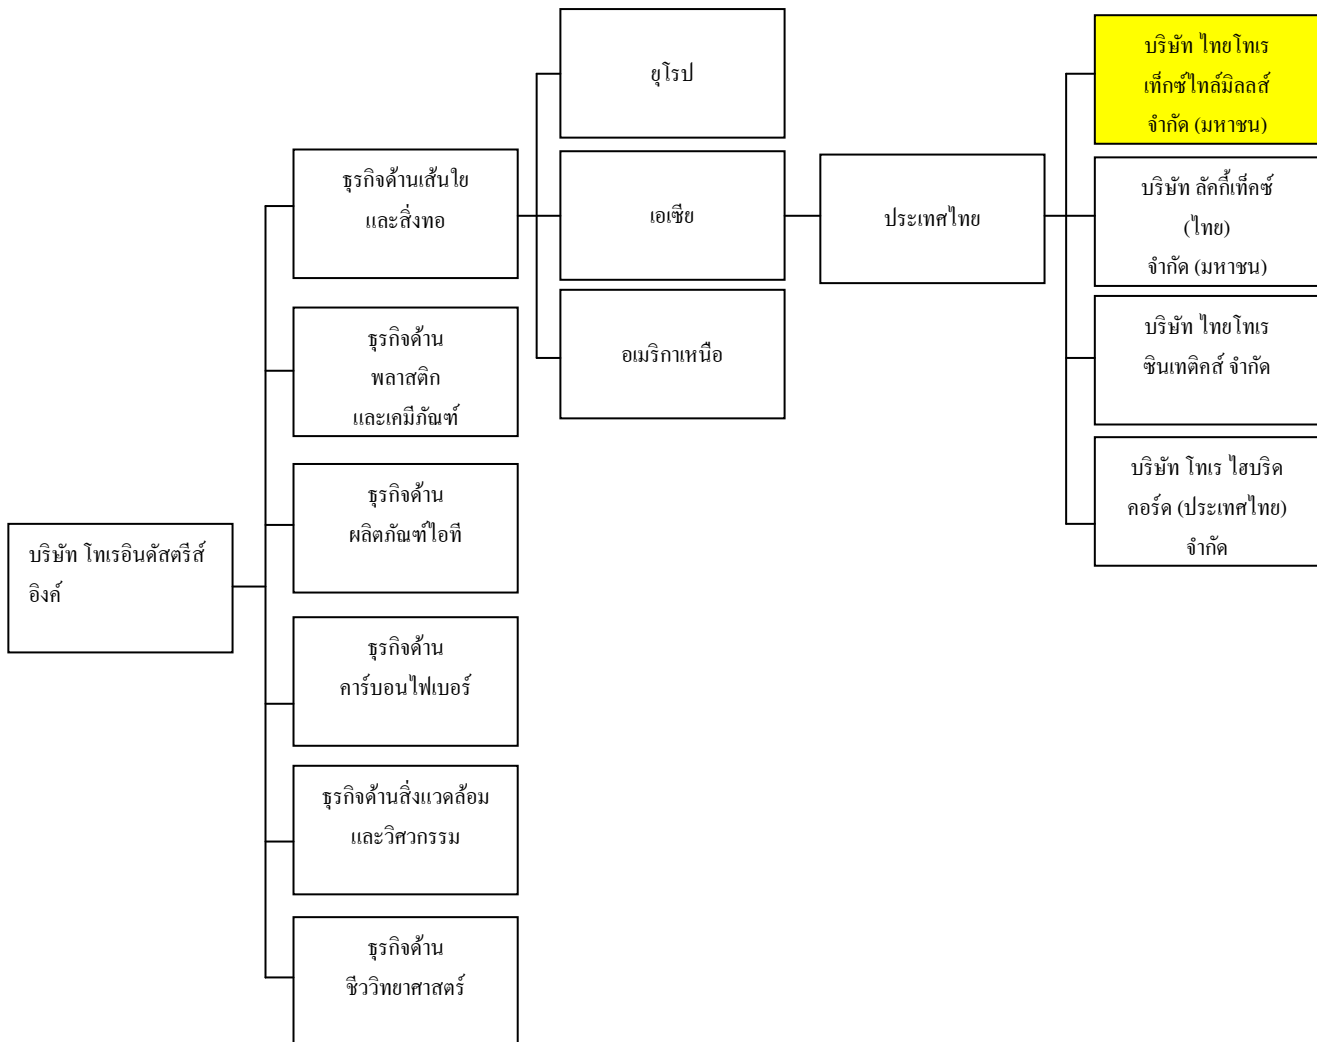 บริษัท โทเรอินดัสตรีส์
อิงค์
ธุรกิจด้านเส้นใย
และสิ่งทอ
ธุรกิจด้าน
พลาสติก
และเคมีภัณฑ์
ธุรกิจด้าน
ผลิตภัณฑ์ไอที
ธุรกิจด้าน
คาร์บอนไฟเบอร์
ธุรกิจด้านสิ่งแวดล้อม
และวิศวกรรม
ธุรกิจด้าน
ชีววิทยาศาสตร์
ยุโรป
เอเซีย
อเมริกาเหนือ
ประเทศไทย
บริษัท ไทยโทเร
เท็กซ์ไทล์มิลลส์
จำกัด (มหาชน)
บริษัท ลัคกี้เท็คซ์
(ไทย)
จำกัด (มหาชน)
บริษัท ไทยโทเร
ซินเทติคส์ จำกัด
บริษัท โทเร ไฮบริด
คอร์ด (ประเทศไทย)
จำกัด